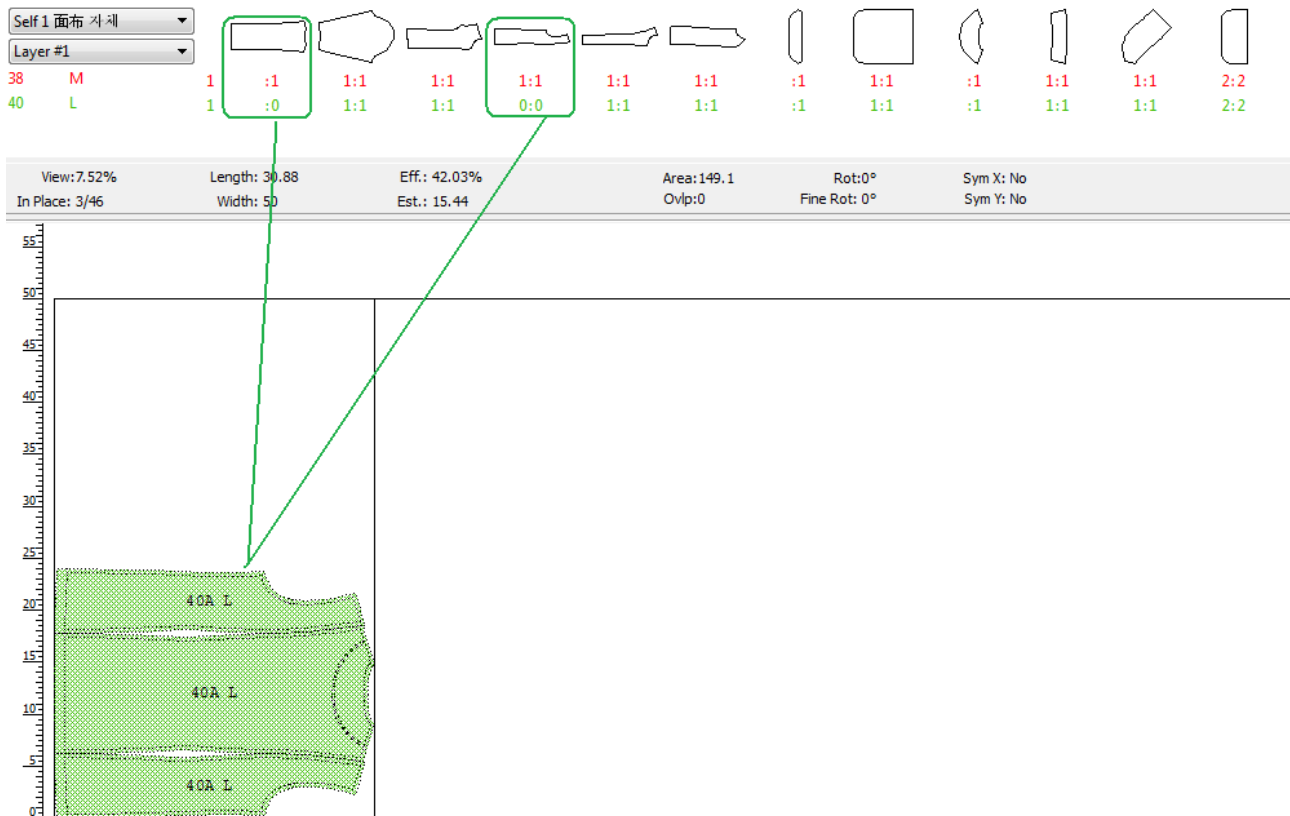 Self 1 面布 자체
Layer #1
38 M 1 :1 1:1 1:1 1:1 1:1 1:1 :1 1:1 :1 1:1 1:1 2:2
40 L 1 :0 1:1 1:1 0:0 1:1 1:1 :1 1:1 :1 1:1 1:1 2:2
View:7.52% Length: 30.88 Eff.: 42.03% Area:149.1 Rot:0° Sym X: No
In Place: 3/46 Width: 50 Est.: 15.44 Ovlp:0 Fine Rot: 0° Sym Y: No
55
50
45
40
35
30
25
20
40A L
15
40A L
10
5
40A L
0